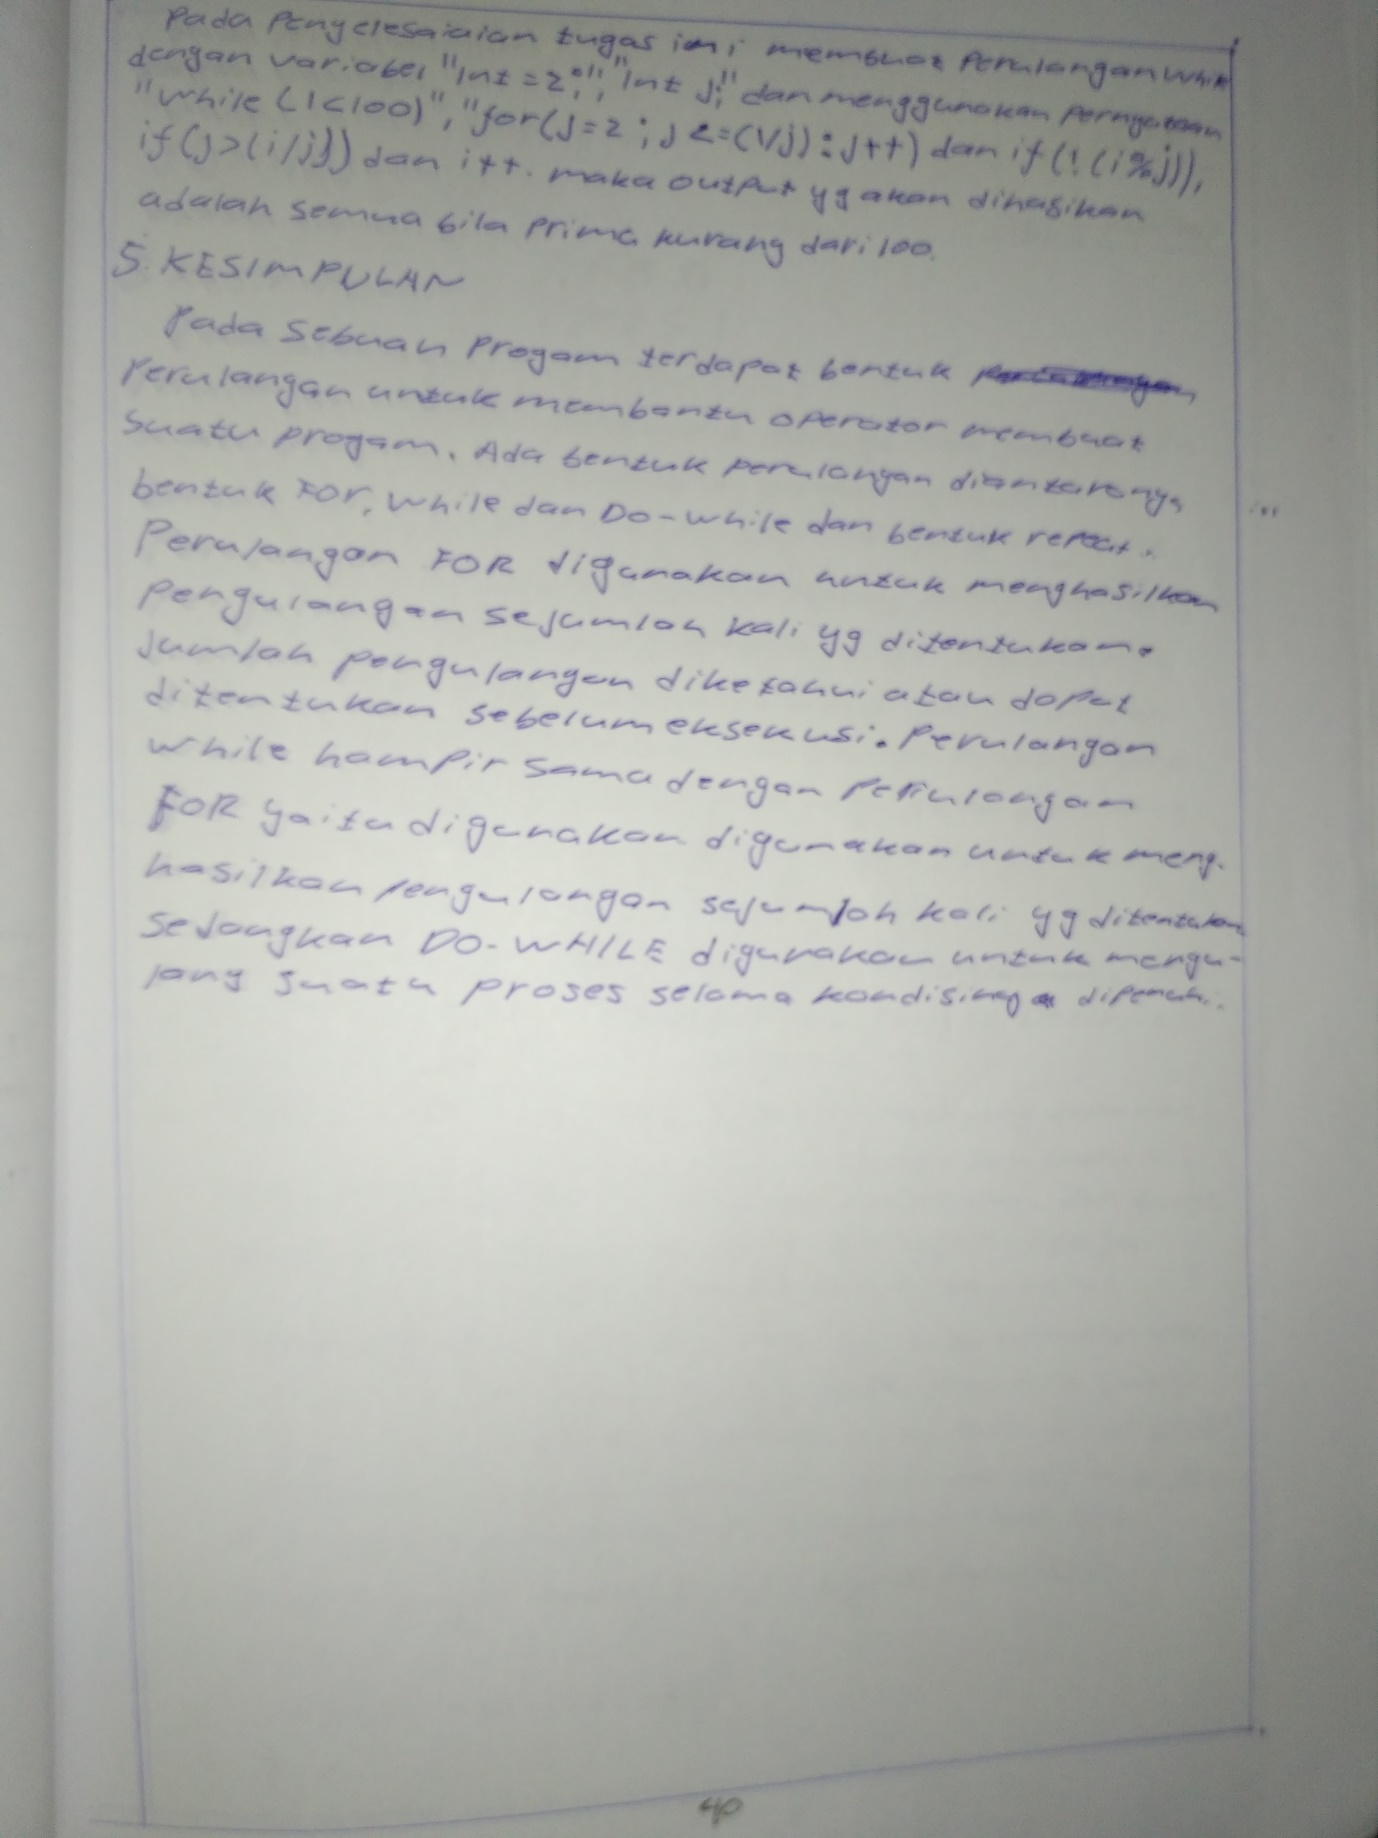 Pada Penyelesaiaian tugas ini membuat Perulangan While
dengan variabel "Int = 2;", "Int j;" dan menggunakan pernyataan
"While (1<100)", "for(j=2 ; j <=(1/j) : j++) dan if(!(i%j)),
if(j>(i/j)) dan i++. maka output yg akan dihasikan
adalah semua bila prima kurang dari 100.
5. KESIMPULAN
Pada sebuah Progam terdapat bentuk
Perulangan untuk membantu operator membuat
suatu progam. Ada bentuk perulangan diantaranya
bentuk FOR, While dan Do-While dan bentuk repeat.
Perulangan FOR digunakan untuk menghasilkan
Pengulangan sejumlah kali yg ditentukan.
Jumlah pengulangan diketahui atau dapat
ditentukan sebelum eksekusi. Perulangan
While hampir sama dengan Perulangan
FOR yaitu digunakan digunakan untuk meng-
hasilkan pengulangan sejumlah kali yg ditentukan
Sedangkan DO-WHILE digunakan untuk mengu-
lang suatu proses selama kondisinya dipenuhi.
40